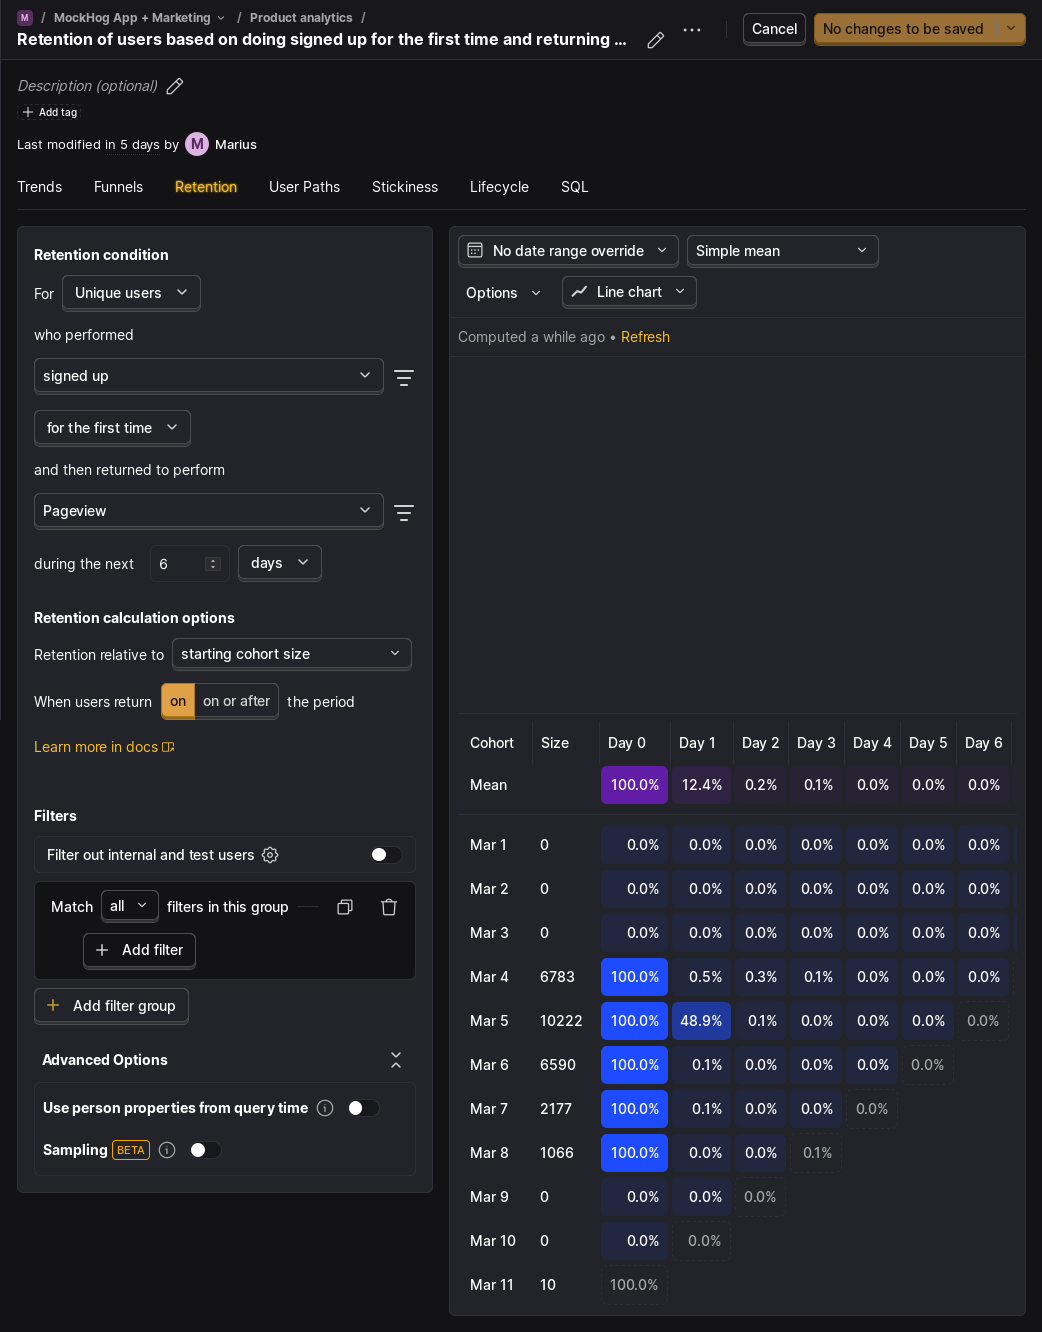 M / MockHog App + Marketing / Product analytics /
Retention of users based on doing signed up for the first time and returning ...
Cancel
No changes to be saved
Description (optional)
Add tag
Last modified in 5 days by M Marius
Trends Funnels Retention User Paths Stickiness Lifecycle SQL
Retention condition
For Unique users
who performed
signed up
for the first time
and then returned to perform
Pageview
during the next 6 days
Retention calculation options
Retention relative to starting cohort size
When users return on on or after the period
Learn more in docs
Filters
Filter out internal and test users
Match all filters in this group
Add filter
Add filter group
Advanced Options
Use person properties from query time
Sampling BETA
No date range override Simple mean
Options Line chart
Computed a while ago • Refresh
Cohort Size Day 0 Day 1 Day 2 Day 3 Day 4 Day 5 Day 6
Mean 100.0% 12.4% 0.2% 0.1% 0.0% 0.0% 0.0%
Mar 1 0 0.0% 0.0% 0.0% 0.0% 0.0% 0.0% 0.0%
Mar 2 0 0.0% 0.0% 0.0% 0.0% 0.0% 0.0% 0.0%
Mar 3 0 0.0% 0.0% 0.0% 0.0% 0.0% 0.0% 0.0%
Mar 4 6783 100.0% 0.5% 0.3% 0.1% 0.0% 0.0% 0.0%
Mar 5 10222 100.0% 48.9% 0.1% 0.0% 0.0% 0.0% 0.0%
Mar 6 6590 100.0% 0.1% 0.0% 0.0% 0.0% 0.0%
Mar 7 2177 100.0% 0.1% 0.0% 0.0% 0.0%
Mar 8 1066 100.0% 0.0% 0.0% 0.1%
Mar 9 0 0.0% 0.0% 0.0%
Mar 10 0 0.0% 0.0%
Mar 11 10 100.0%